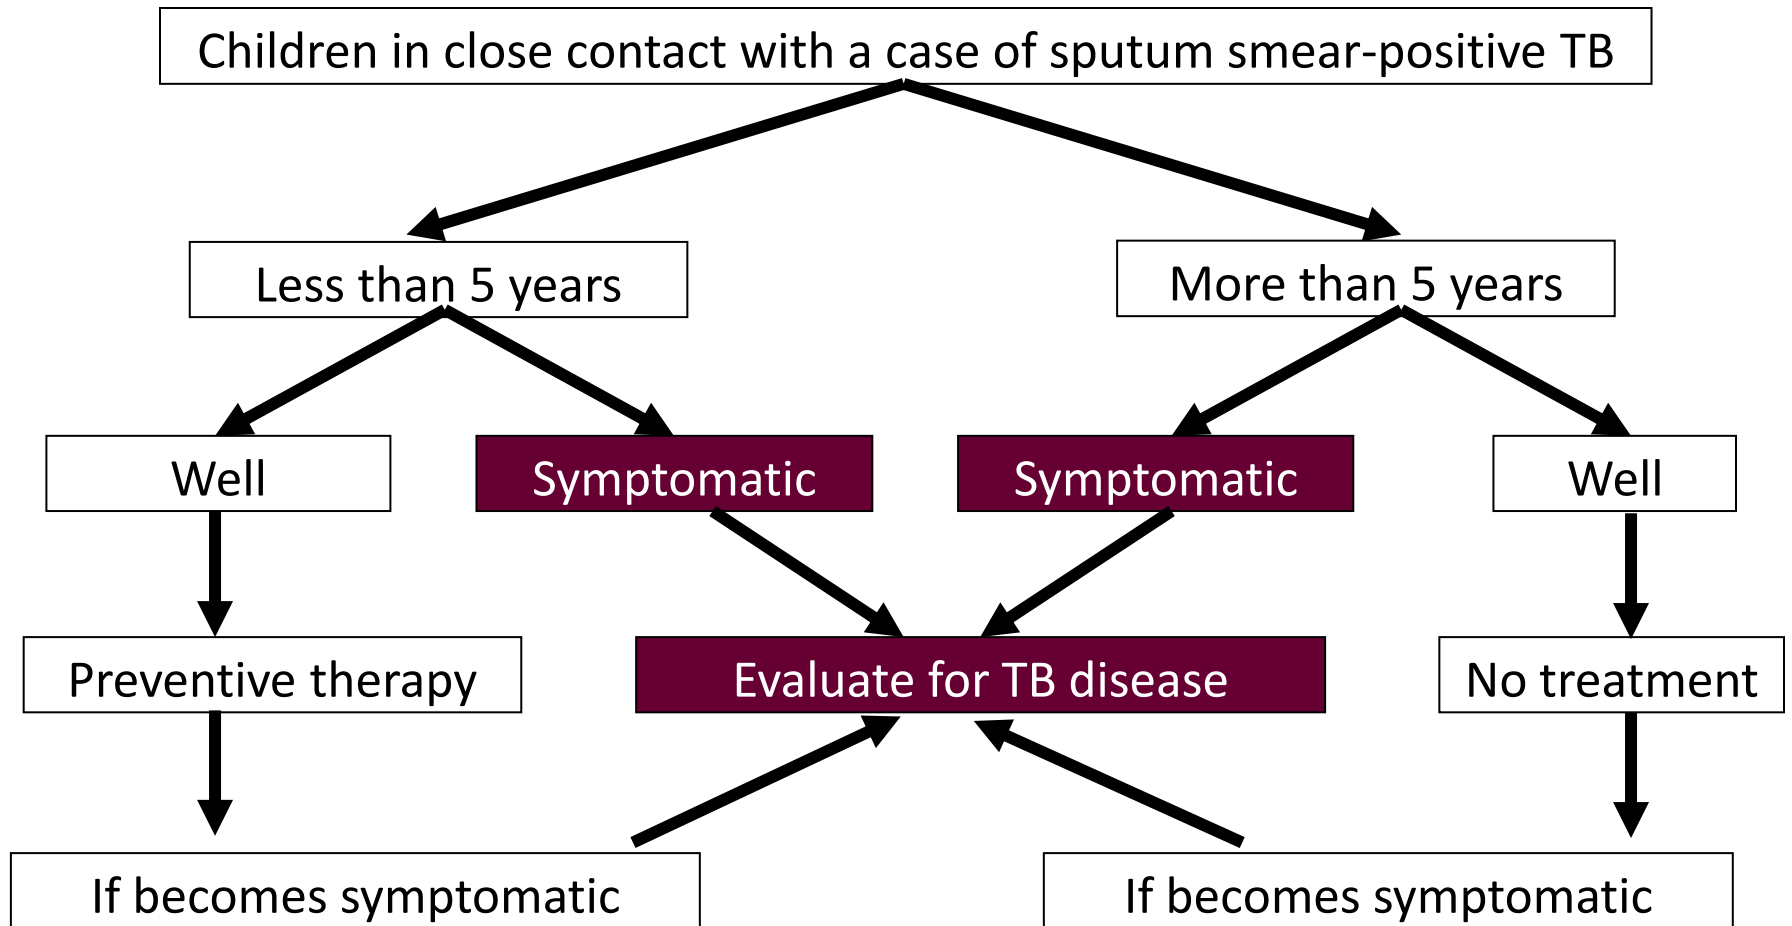 Children in close contact with a case of sputum smear-positive TB
Less than 5 years
More than 5 years
Well
Symptomatic
Symptomatic
Well
Preventive therapy
Evaluate for TB disease
No treatment
If becomes symptomatic
If becomes symptomatic